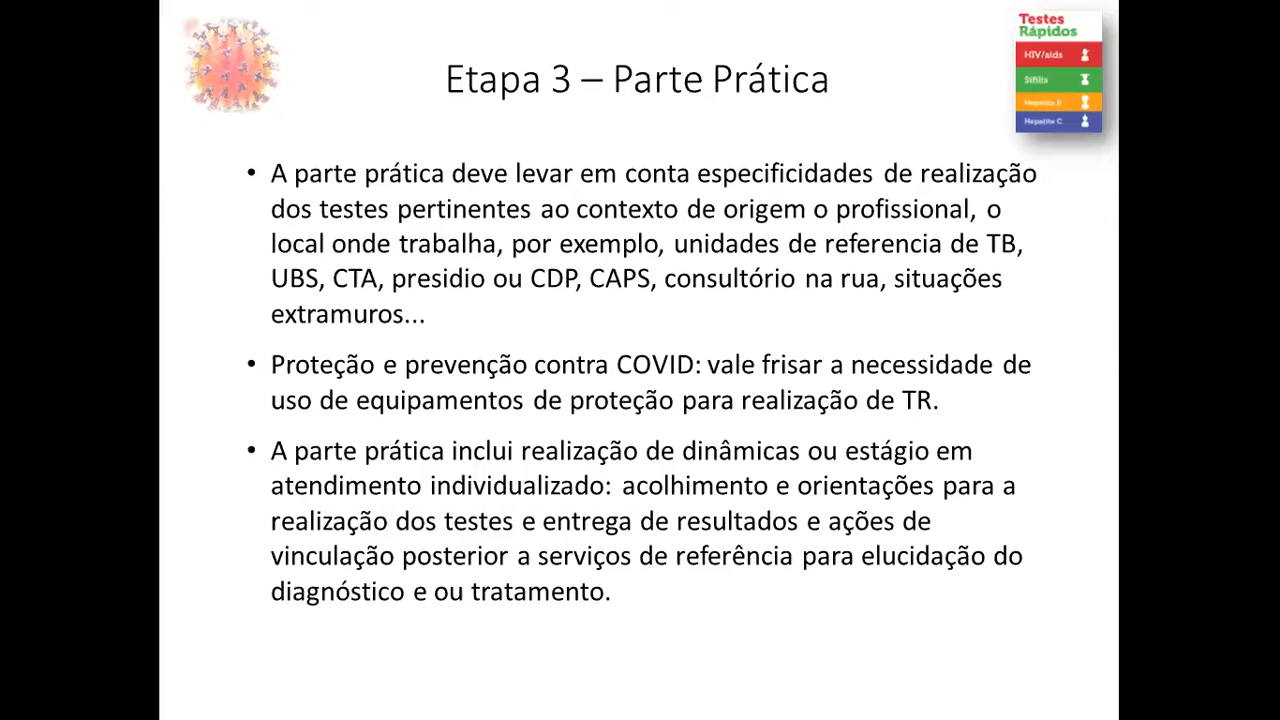 Testes
Rápidos
HIV/aids
Sífilis
Hepatite B
Hepatite C
Etapa 3 – Parte Prática
• A parte prática deve levar em conta especificidades de realização
dos testes pertinentes ao contexto de origem o profissional, o
local onde trabalha, por exemplo, unidades de referencia de TB,
UBS, CTA, presidio ou CDP, CAPS, consultório na rua, situações
extramuros...
• Proteção e prevenção contra COVID: vale frisar a necessidade de
uso de equipamentos de proteção para realização de TR.
• A parte prática inclui realização de dinâmicas ou estágio em
atendimento individualizado: acolhimento e orientações para a
realização dos testes e entrega de resultados e ações de
vinculação posterior a serviços de referência para elucidação do
diagnóstico e ou tratamento.